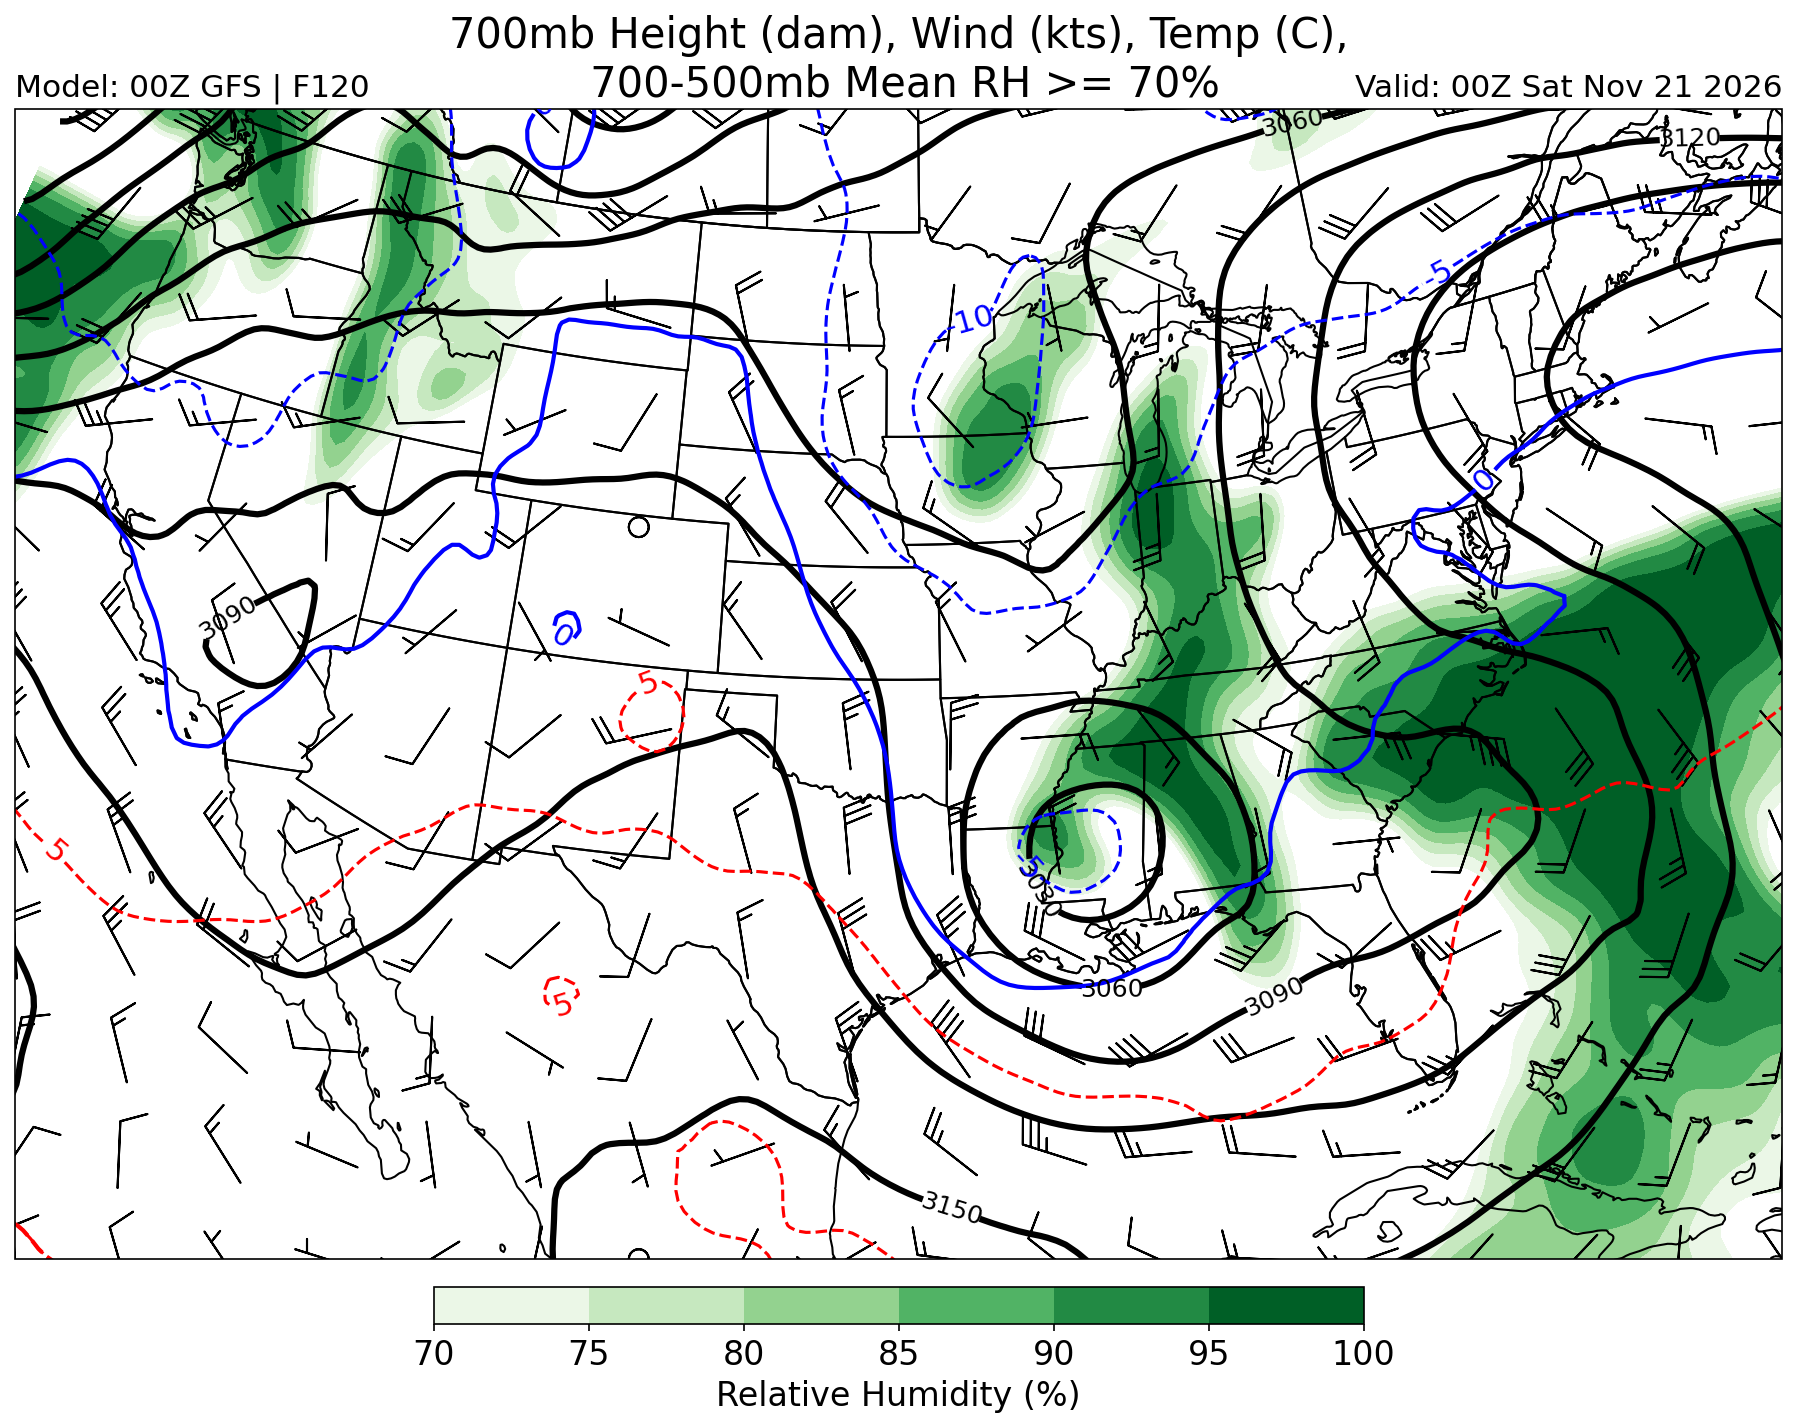 700mb Height (dam), Wind (kts), Temp (C),
700-500mb Mean RH >= 70%
Model: 00Z GFS | F120
Valid: 00Z Sat Nov 21 2026
0
3060
3120
-5
-10
0
3090
0
5
5
-5
3030
3060
3090
5
3150
70 75 80 85 90 95 100
Relative Humidity (%)